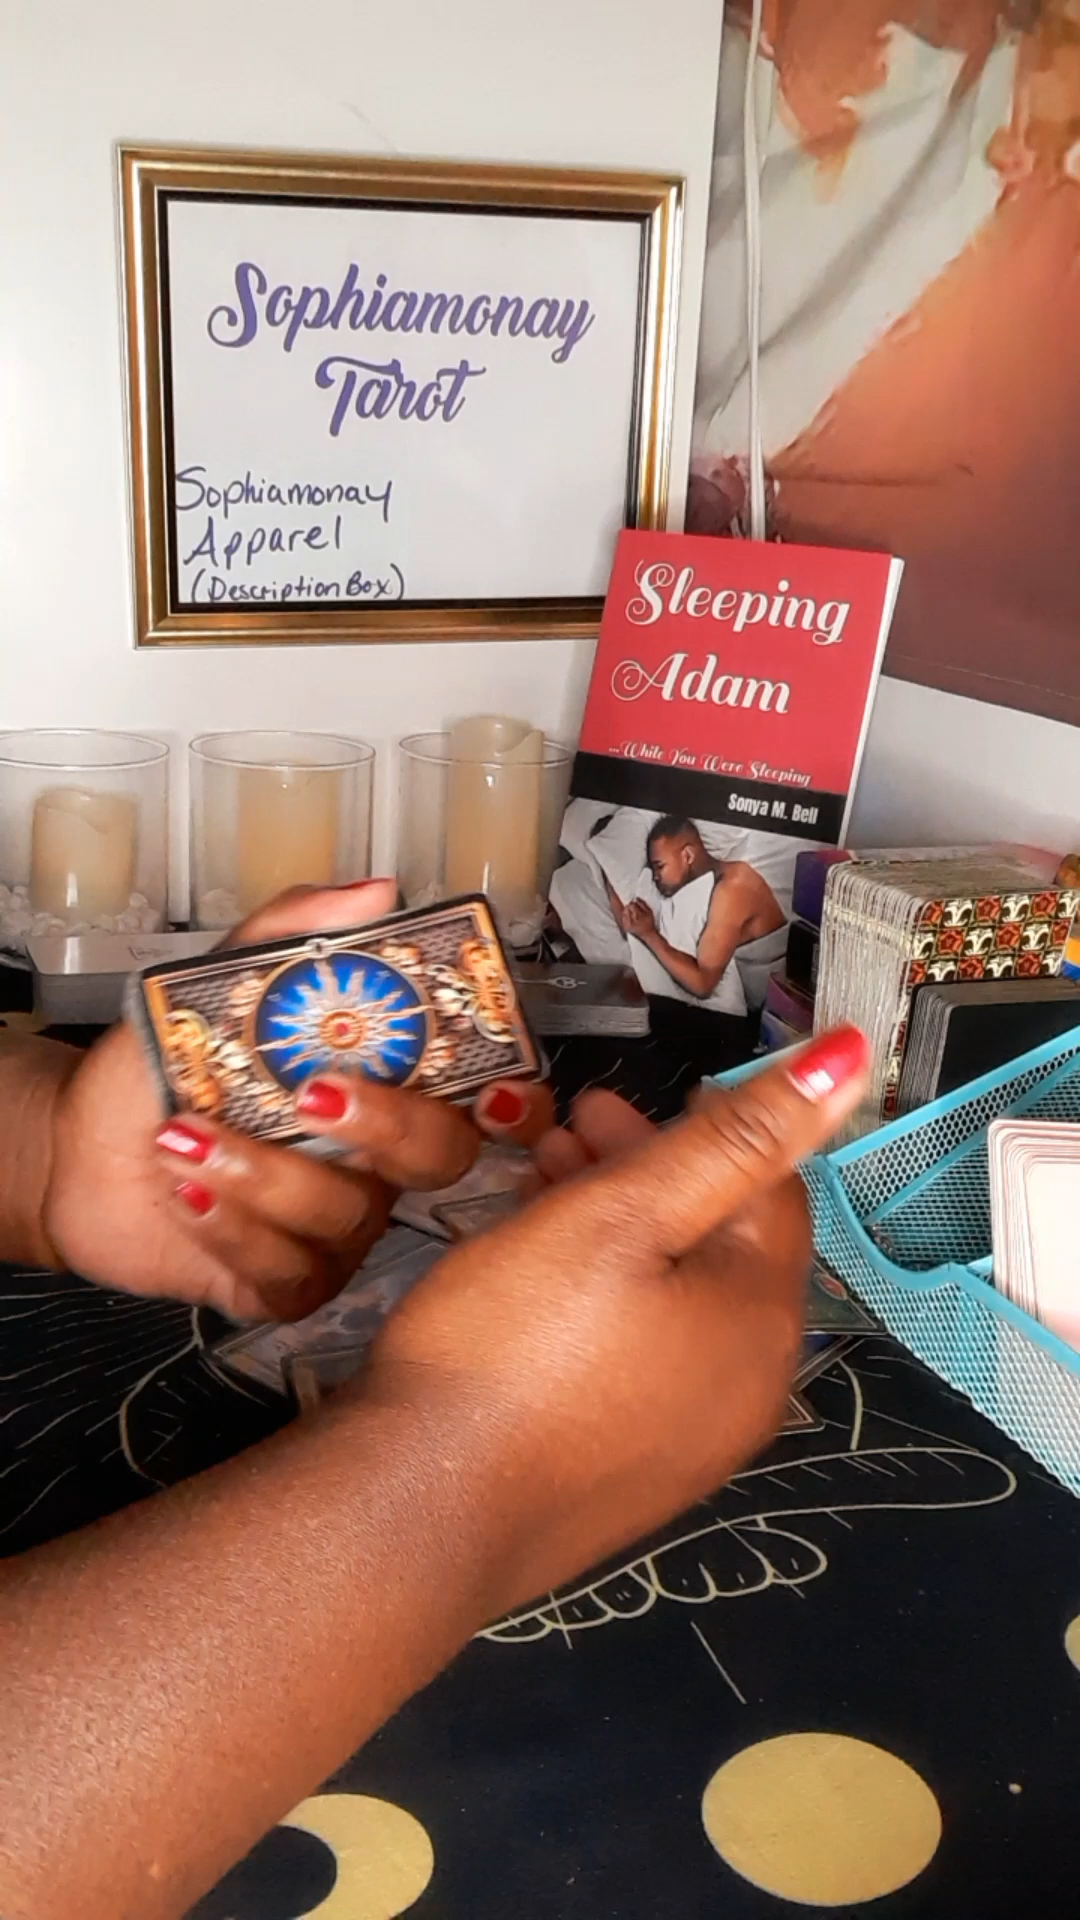 Sophiamonay
Tarot
Sophiamonay
Apparel
(Description Box)
Sleeping
Adam
...While You Were Sleeping
Sonya M. Bell